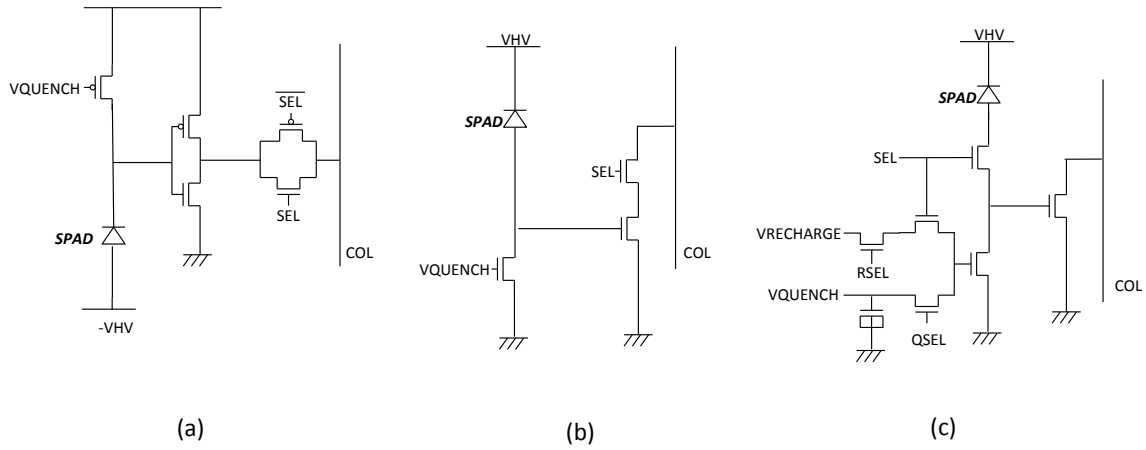 VQUENCH
SEL
SEL
SPAD
COL
-VHV
(a)
VHV
SPAD
SEL
VQUENCH
COL
(b)
VHV
SPAD
SEL
VRECHARGE
RSEL
VQUENCH
QSEL
COL
(c)